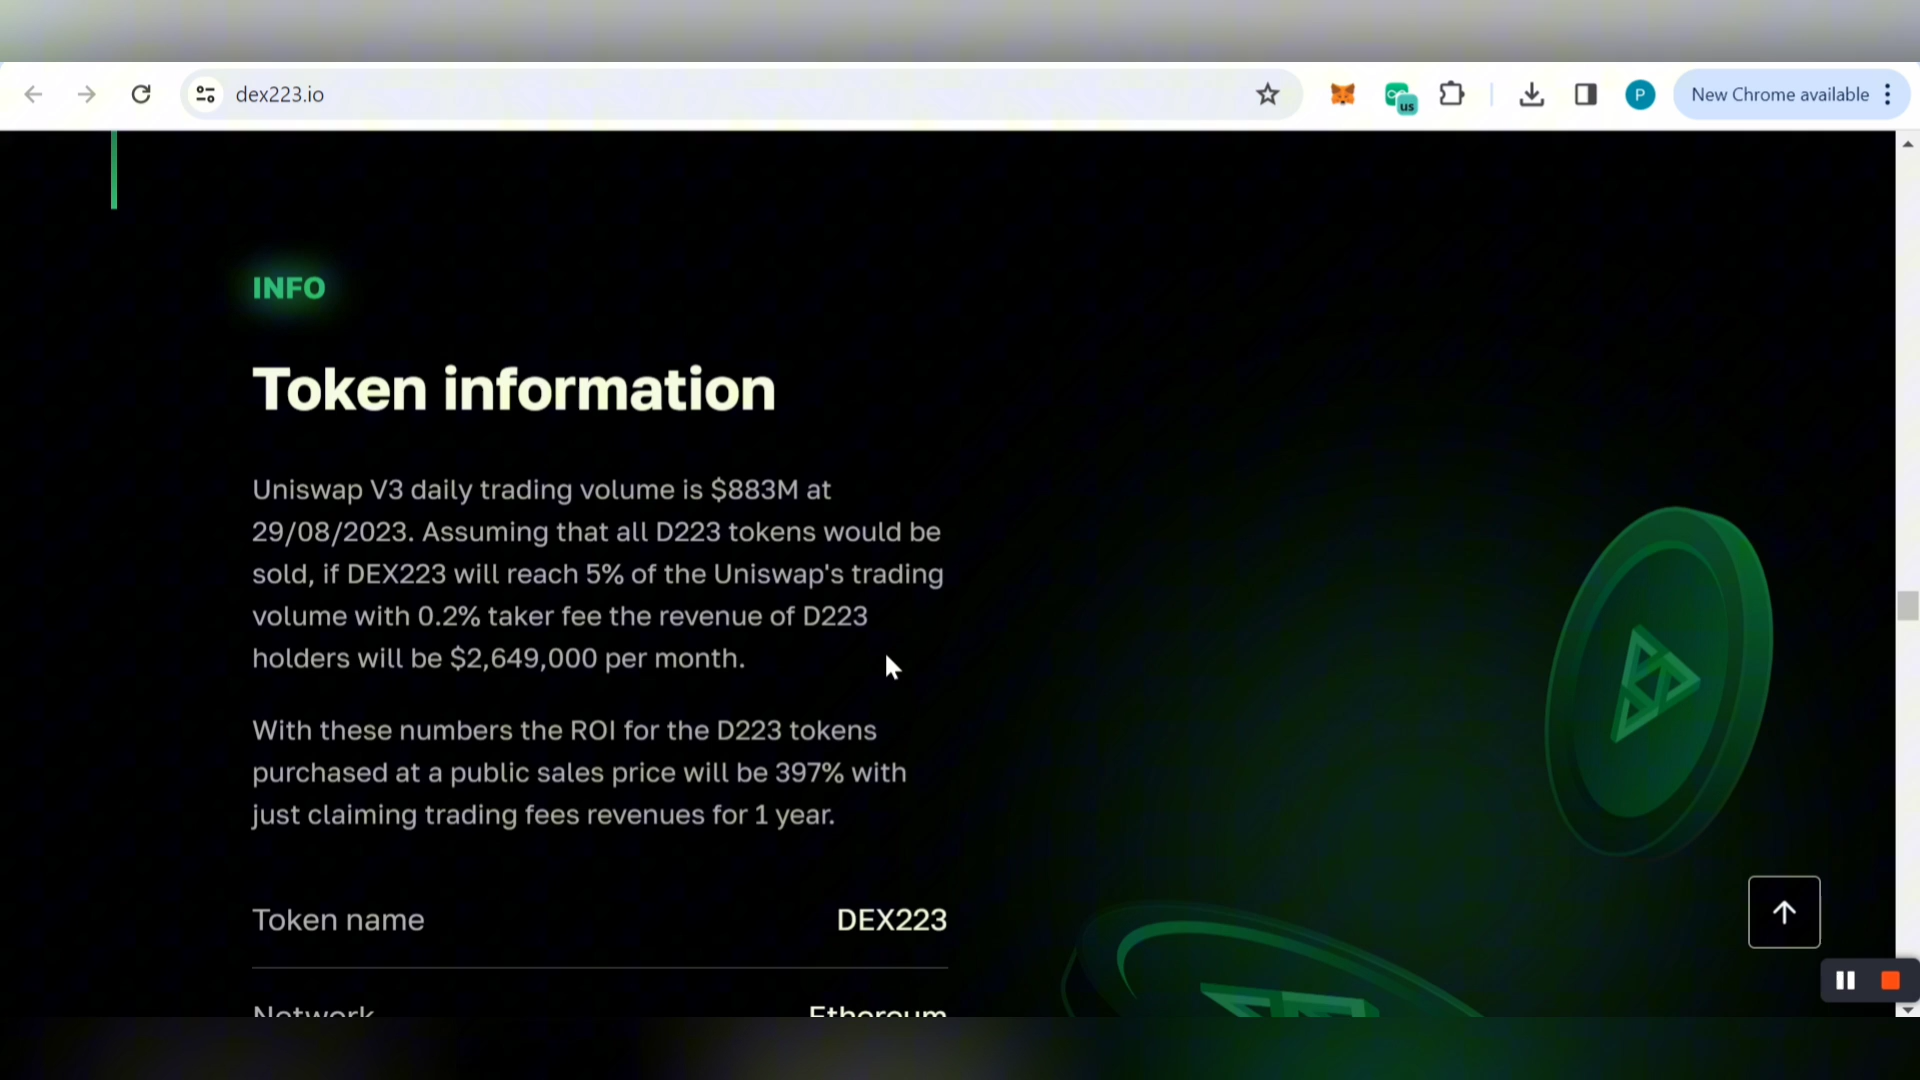 dex223.io
us
P
New Chrome available
INFO
Token information
Uniswap V3 daily trading volume is $883M at
29/08/2023. Assuming that all D223 tokens would be
sold, if DEX223 will reach 5% of the Uniswap's trading
volume with 0.2% taker fee the revenue of D223
holders will be $2,649,000 per month.
With these numbers the ROI for the D223 tokens
purchased at a public sales price will be 397% with
just claiming trading fees revenues for 1 year.
Token name DEX223
Network Ethereum